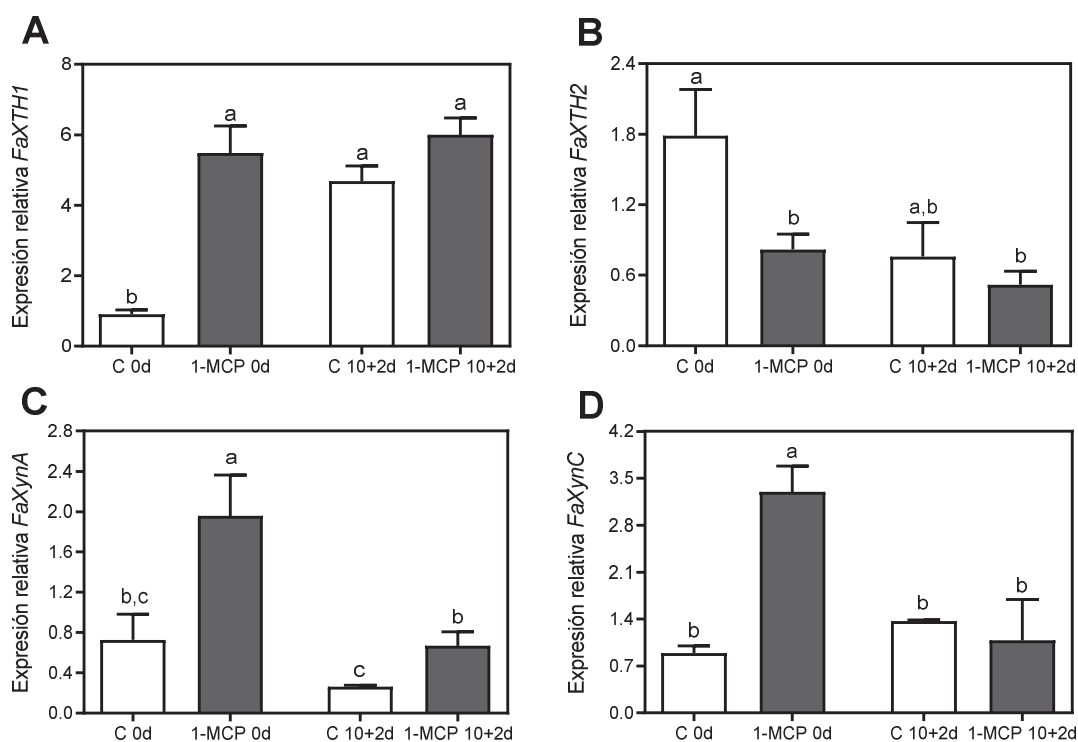 A
Expresión relativa FaXTH1
8
6
4
2
0
b
a
a
a
C 0d
1-MCP 0d
C 10+2d
1-MCP 10+2d
B
Expresión relativa FaXTH2
2.4
1.8
1.2
0.6
0.0
a
b
a,b
b
C 0d
1-MCP 0d
C 10+2d
1-MCP 10+2d
C
Expresión relativa FaXynA
2.8
2.4
2.0
1.6
1.2
0.8
0.4
0.0
b,c
a
c
b
C 0d
1-MCP 0d
C 10+2d
1-MCP 10+2d
D
Expresión relativa FaXynC
4.2
3.5
2.8
2.1
1.4
0.7
0.0
b
a
b
b
C 0d
1-MCP 0d
C 10+2d
1-MCP 10+2d